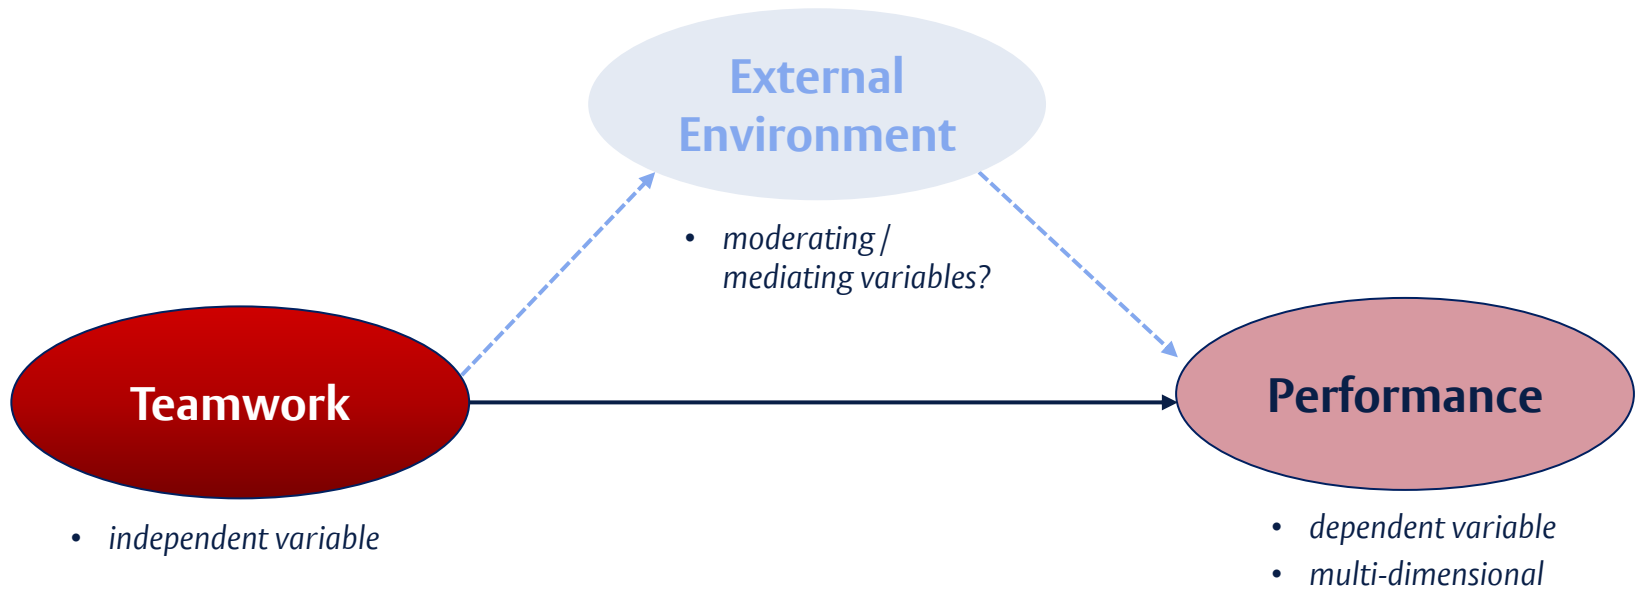 External
Environment
• moderating /
mediating variables?
Teamwork
Performance
• independent variable
• dependent variable
• multi-dimensional